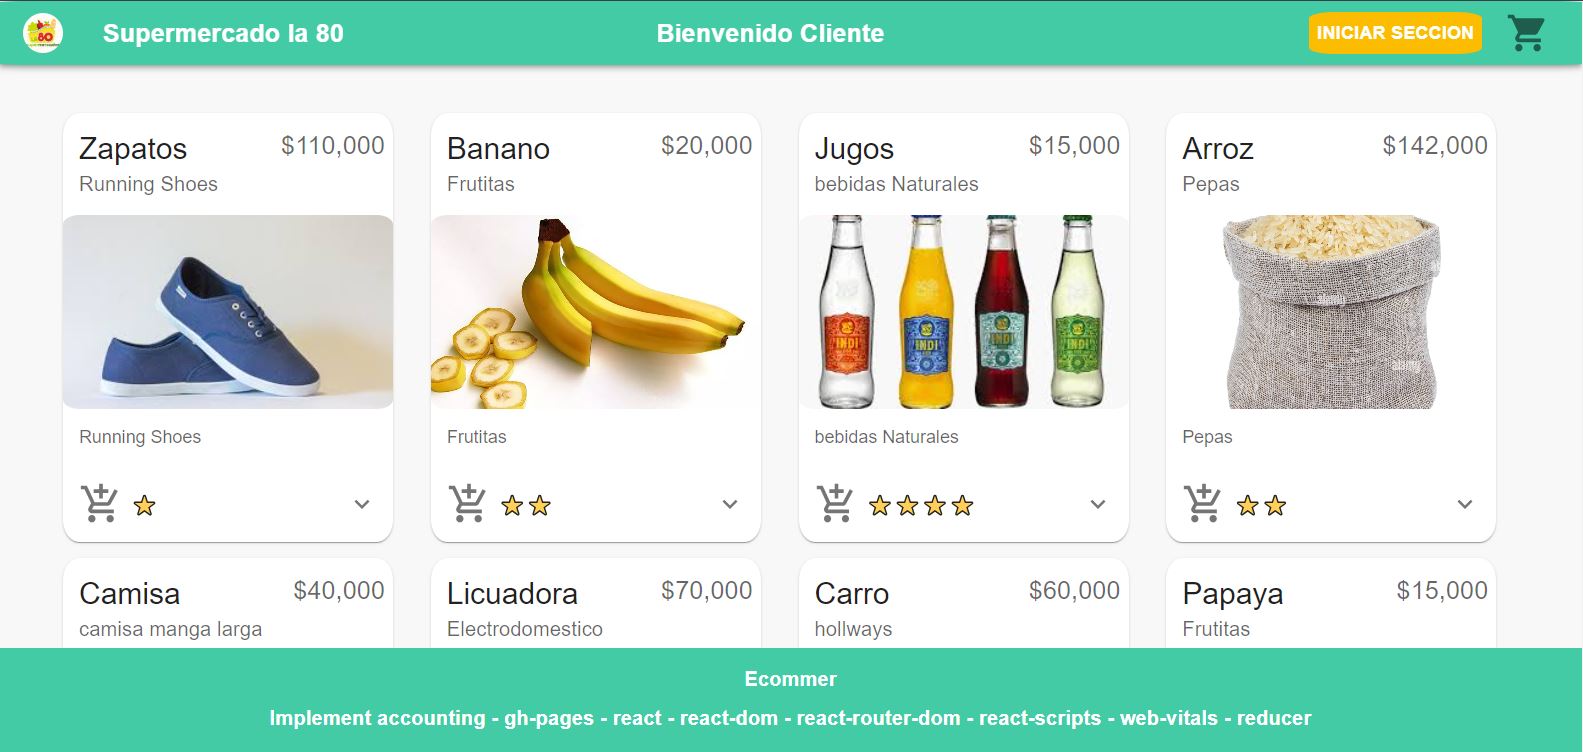 80
Supermercado la 80
Bienvenido Cliente
INICIAR SECCION
Zapatos
$110,000
Running Shoes
Banano
$20,000
Frutitas
Jugos
$15,000
bebidas Naturales
Arroz
$142,000
Pepas
INDI
INDI
INDI
INDI
alamy
alamy
Running Shoes
Frutitas
bebidas Naturales
Pepas
Camisa
$40,000
camisa manga larga
Licuadora
$70,000
Electrodomestico
Carro
$60,000
hollways
Papaya
$15,000
Frutitas
Ecommer
Implement accounting - gh-pages - react - react-dom - react-router-dom - react-scripts - web-vitals - reducer